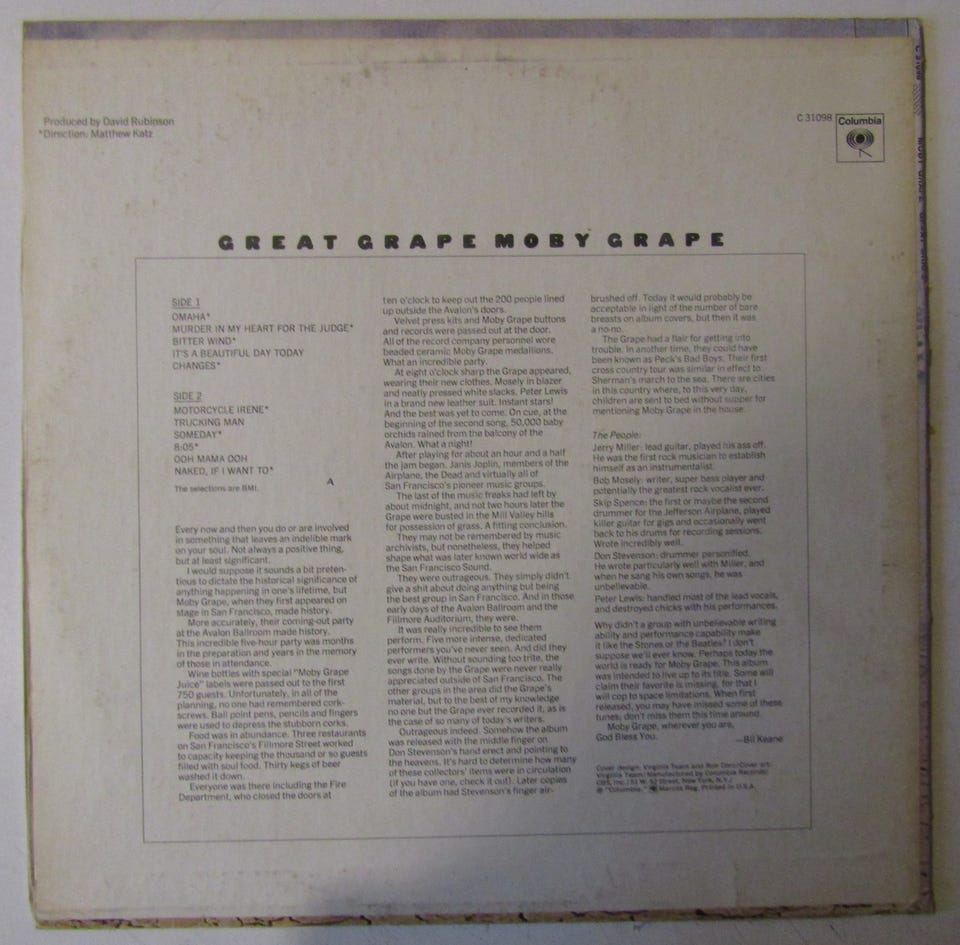 Produced by David Rubinson
*Direction: Matthew Katz
C 31098
Columbia
GREAT GRAPE MOBY GRAPE
SIDE 1
OMAHA*
MURDER IN MY HEART FOR THE JUDGE*
BITTER WIND*
IT'S A BEAUTIFUL DAY TODAY
CHANGES*
SIDE 2
MOTORCYCLE IRENE*
TRUCKING MAN
SOMEDAY*
8:05*
OOH MAMA OOH
NAKED, IF I WANT TO*
The selections are BMI.
A
Every now and then you do or are involved
in something that leaves an indelible mark
on your soul. Not always a positive thing,
but at least significant.
I would suppose it sounds a bit preten-
tious to dictate the historical significance of
anything happening in one's lifetime, but
Moby Grape, when they first appeared on
stage in San Francisco, made history.
More accurately, their coming-out party
at the Avalon Ballroom made history.
This incredible five-hour party was months
in the preparation and years in the memory
of those in attendance.
Wine bottles with special "Moby Grape
Juice" labels were passed out to the first
750 guests. Unfortunately, in all of the
planning, no one had remembered cork-
screws. Ball point pens, pencils and fingers
were used to depress the stubborn corks.
Food was in abundance. Three restaurants
on San Francisco's Fillmore Street worked
to capacity keeping the thousand or so guests
filled with soul food. Thirty kegs of beer
washed it down.
Everyone was there including the Fire
Department, who closed the doors at
ten o'clock to keep out the 200 people lined
up outside the Avalon's doors.
Velvet press kits and Moby Grape buttons
and records were passed out at the door.
All of the record company personnel were
beaded ceramic Moby Grape medallions.
What an incredible party.
At eight o'clock sharp the Grape appeared,
wearing their new clothes. Mosely in blazer
and neatly pressed white slacks. Peter Lewis
in a brand new leather suit. Instant stars!
And the best was yet to come. On cue, at the
beginning of the second song, 50,000 baby
orchids rained from the balcony of the
Avalon. What a night!
After playing for about an hour and a half
the jam began. Janis Joplin, members of the
Airplane, the Dead and virtually all of
San Francisco's pioneer music groups.
The last of the music freaks had left by
about midnight, and not two hours later the
Grape were busted in the Mill Valley hills
for possession of grass. A fitting conclusion.
They may not be remembered by music
archivists, but nonetheless, they helped
shape what was later known world wide as
the San Francisco Sound.
They were outrageous. They simply didn't
give a shit about doing anything but being
the best group in San Francisco. And in those
early days of the Avalon Ballroom and the
Fillmore Auditorium, they were.
It was really incredible to see them
perform. Five more intense, dedicated
performers you've never seen. And did they
ever write. Without sounding too trite, the
songs done by the Grape were never really
appreciated outside of San Francisco. The
other groups in the area did the Grape's
material, but to the best of my knowledge
no one but the Grape ever recorded it, as is
the case of so many of today's writers.
Outrageous indeed. Somehow the album
was released with the middle finger on
Don Stevenson's hand erect and pointing to
the heavens. It's hard to determine how many
of these collectors' items were in circulation
(if you have one, check it out). Later copies
of the album had Stevenson's finger air-
brushed off. Today it would probably be
acceptable in light of the number of bare
breasts on album covers, but then it was
a no-no.
The Grape had a flair for getting into
trouble. In another time, they could have
been known as Peck's Bad Boys. Their first
cross country tour was similar in effect to
Sherman's march to the sea. There are cities
in this country where, to this very day,
children are sent to bed without supper for
mentioning Moby Grape in the house.
The People:
Jerry Miller: lead guitar, played his ass off.
He was the first rock musician to establish
himself as an instrumentalist.
Bob Mosely: writer, super bass player and
potentially the greatest rock vocalist ever.
Skip Spence: the first or maybe the second
drummer for the Jefferson Airplane, played
killer guitar for gigs and occasionally went
back to his drums for recording sessions.
Wrote incredibly well.
Don Stevenson: drummer personified.
He wrote particularly well with Miller, and
when he sang his own songs, he was
unbelievable.
Peter Lewis: handled most of the lead vocals,
and destroyed chicks with his performances.
Why didn't a group with unbelievable writing
ability and performance capability make
it like the Stones or the Beatles? I don't
suppose we'll ever know. Perhaps today the
world is ready for Moby Grape. This album
was intended to live up to its title. Some will
claim their favorite is missing, for that I
will cop to space limitations. When first
released, you may have missed some of these
tunes; don't miss them this time around.
Moby Grape, wherever you are,
God Bless You.
—Bil Keane
Cover design: Virginia Team and Ron Coro/Cover art:
Virginia Team/Manufactured by Columbia Records/
CBS, Inc./51 W. 52 Street, New York, N.Y./
® "Columbia," Marcas Reg. Printed in U.S.A.